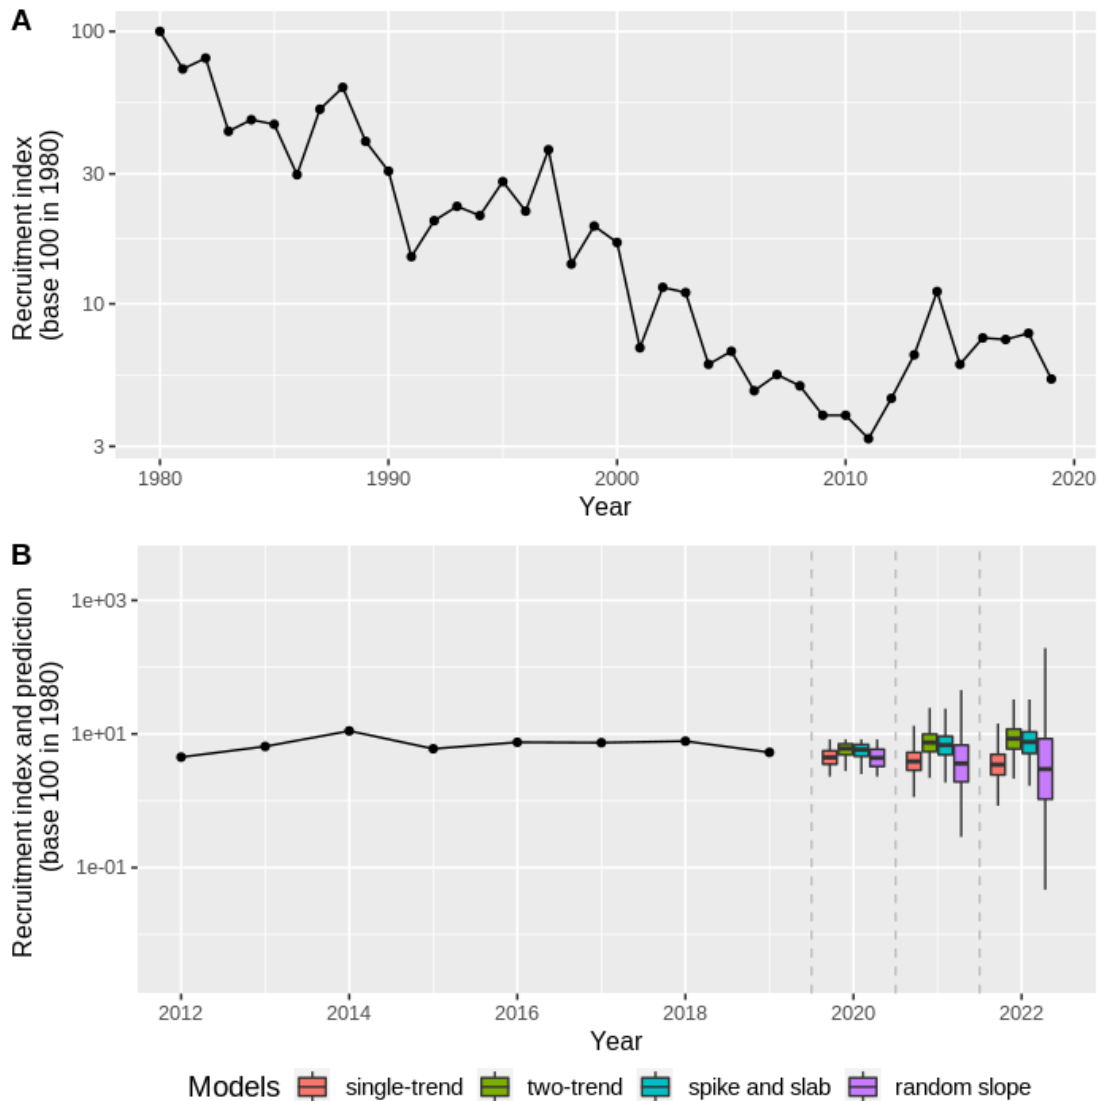 A
Recruitment index
(base 100 in 1980)
100
30
10
3
1980 1990 2000 2010 2020
Year
B
Recruitment index and prediction
(base 100 in 1980)
1e+03
1e+01
1e-01
2012 2014 2016 2018 2020 2022
Year
Models single-trend two-trend spike and slab random slope